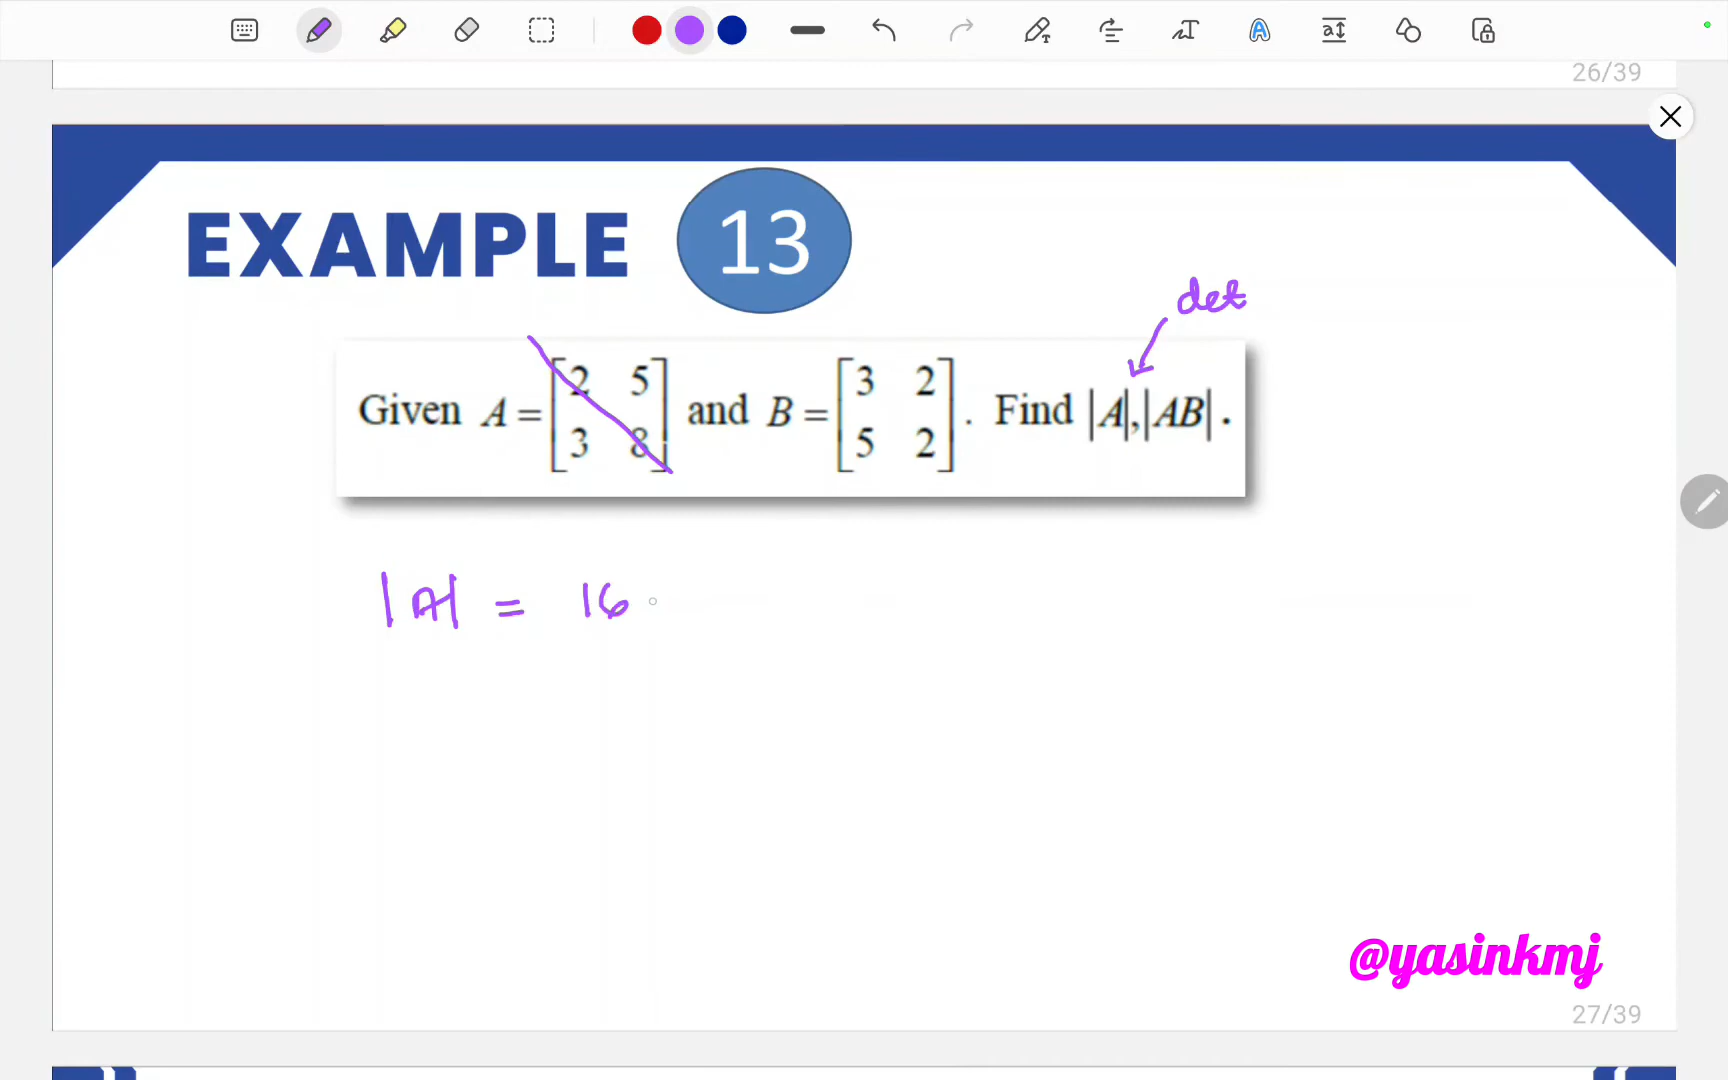 26/39
EXAMPLE 13
det
Given A = [2 5; 3 8] and B = [3 2; 5 2]. Find |A|,|AB|.
|A| = 16
@yasinkmj
27/39